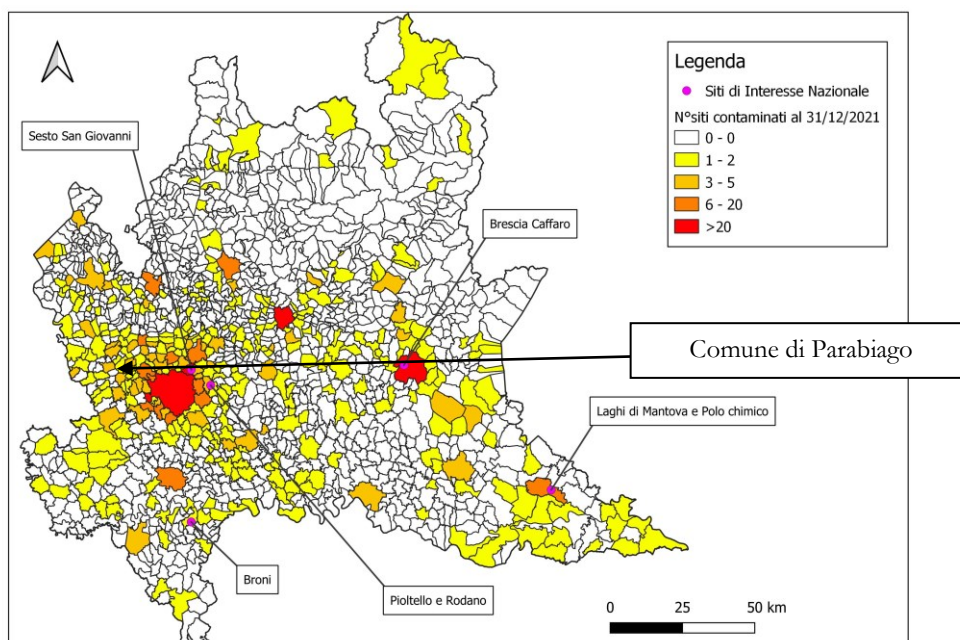 Legenda
Siti di Interesse Nazionale
N°siti contaminati al 31/12/2021
0 - 0
1 - 2
3 - 5
6 - 20
>20
Sesto San Giovanni
Brescia Caffaro
Comune di Parabiago
Laghi di Mantova e Polo chimico
Broni
Pioltello e Rodano
0 25 50 km